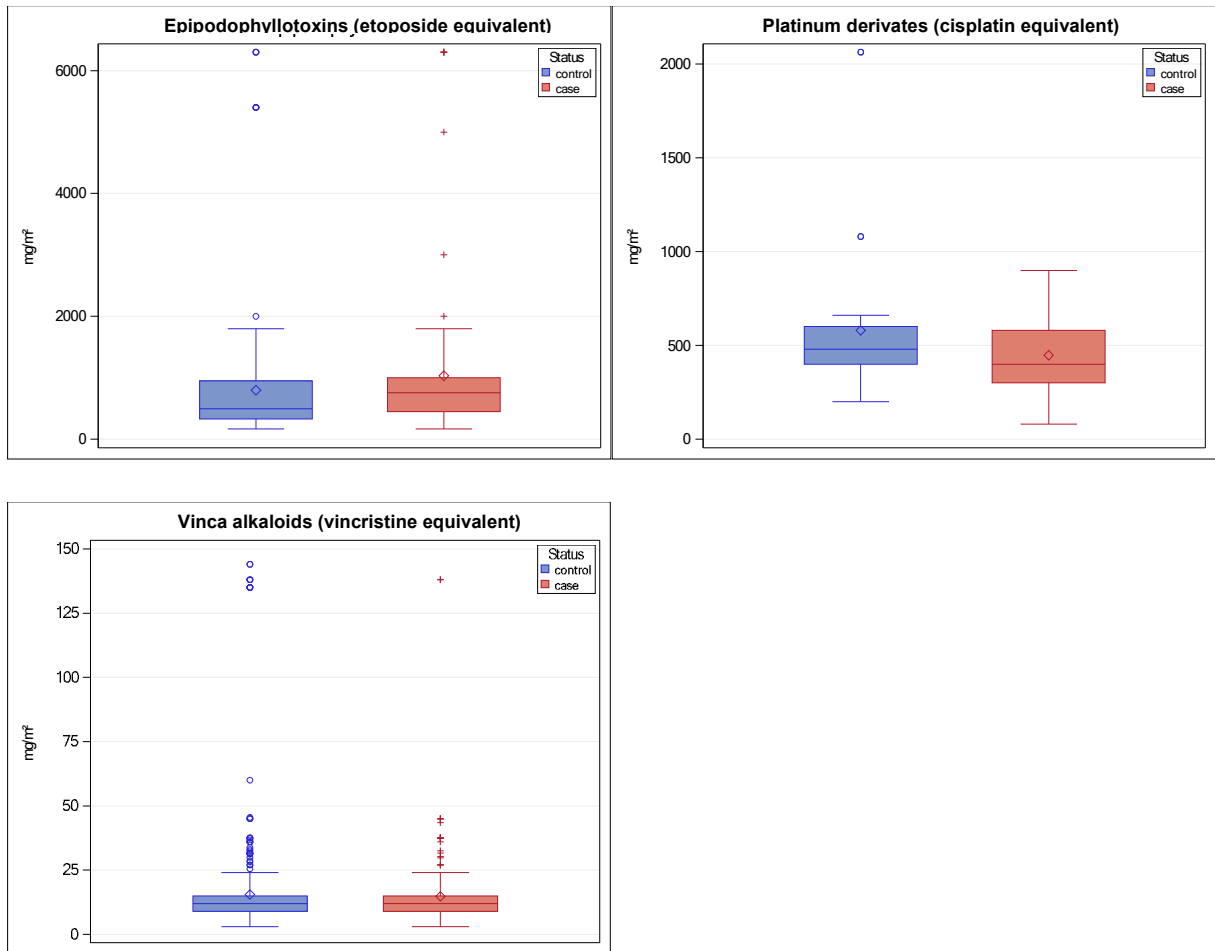 Epipodophyllotoxins (etoposide equivalent)
Status
control
case
6000
4000
2000
0
mg/m²
Platinum derivates (cisplatin equivalent)
Status
control
case
2000
1500
1000
500
0
mg/m²
Vinca alkaloids (vincristine equivalent)
Status
control
case
150
125
100
75
50
25
0
mg/m²